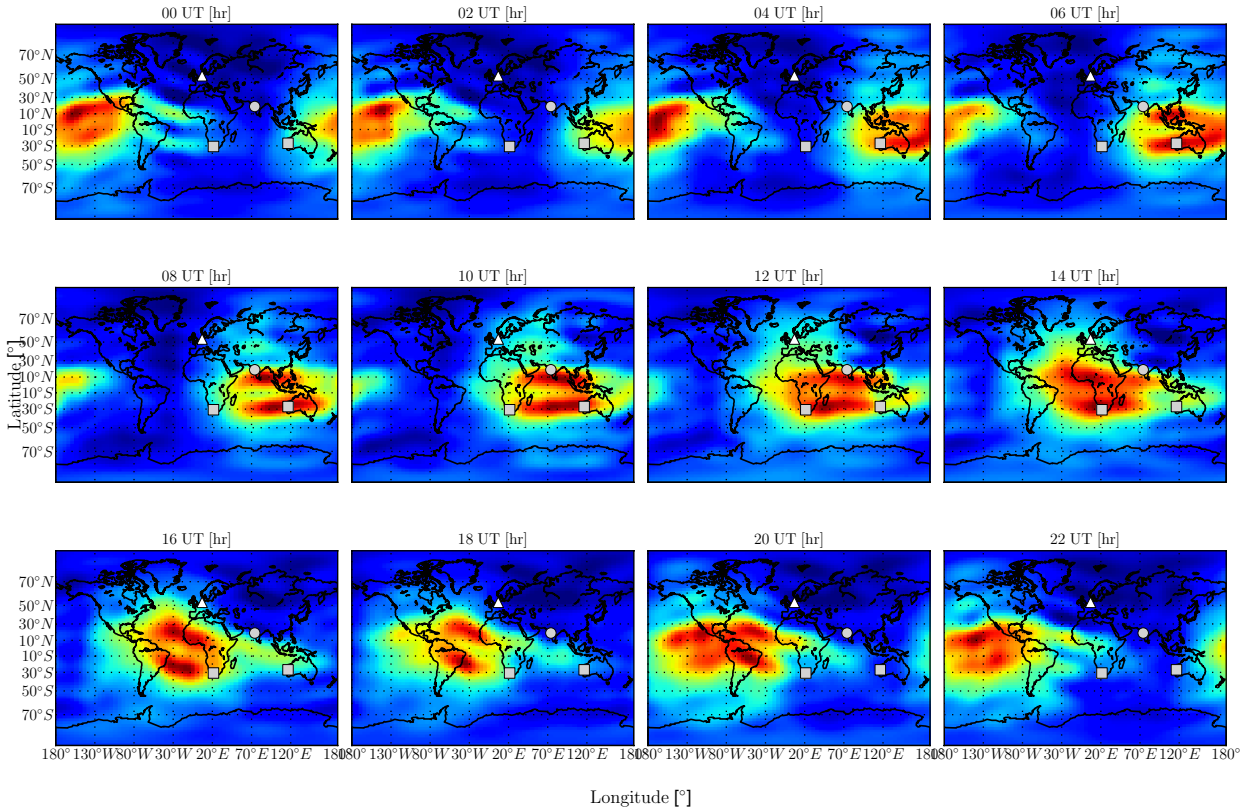 00 UT [hr] 02 UT [hr] 04 UT [hr] 06 UT [hr]
70°N
50°N
30°N
10°N
10°S
30°S
50°S
70°S
08 UT [hr] 10 UT [hr] 12 UT [hr] 14 UT [hr]
Latitude [°]
70°N
50°N
30°N
10°N
10°S
30°S
50°S
70°S
16 UT [hr] 18 UT [hr] 20 UT [hr] 22 UT [hr]
70°N
50°N
30°N
10°N
10°S
30°S
50°S
70°S
180° 130°W 80°W 30°W 20°E 70°E 120°E 180° 130°W 80°W 30°W 20°E 70°E 120°E 180° 130°W 80°W 30°W 20°E 70°E 120°E 180° 130°W 80°W 30°W 20°E 70°E 120°E 180°
Longitude [°]